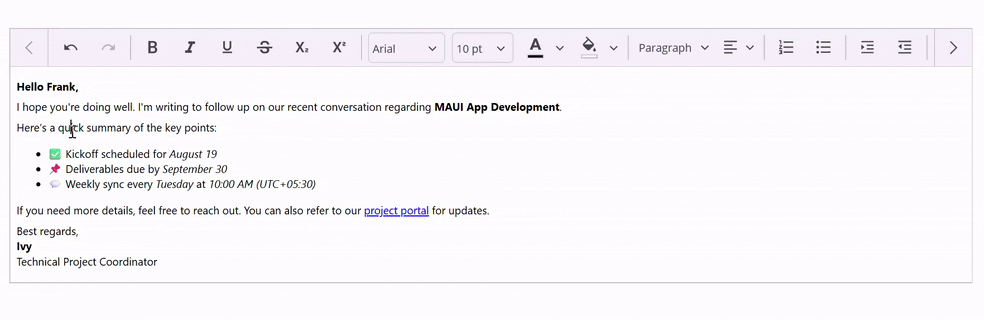 B I U S X₂ X² Arial 10 pt A Paragraph
Hello Frank,
I hope you're doing well. I'm writing to follow up on our recent conversation regarding MAUI App Development.
Here's a quick summary of the key points:
• ✅ Kickoff scheduled for August 19
• 📌 Deliverables due by September 30
• 💬 Weekly sync every Tuesday at 10:00 AM (UTC+05:30)
If you need more details, feel free to reach out. You can also refer to our project portal for updates.
Best regards,
Ivy
Technical Project Coordinator